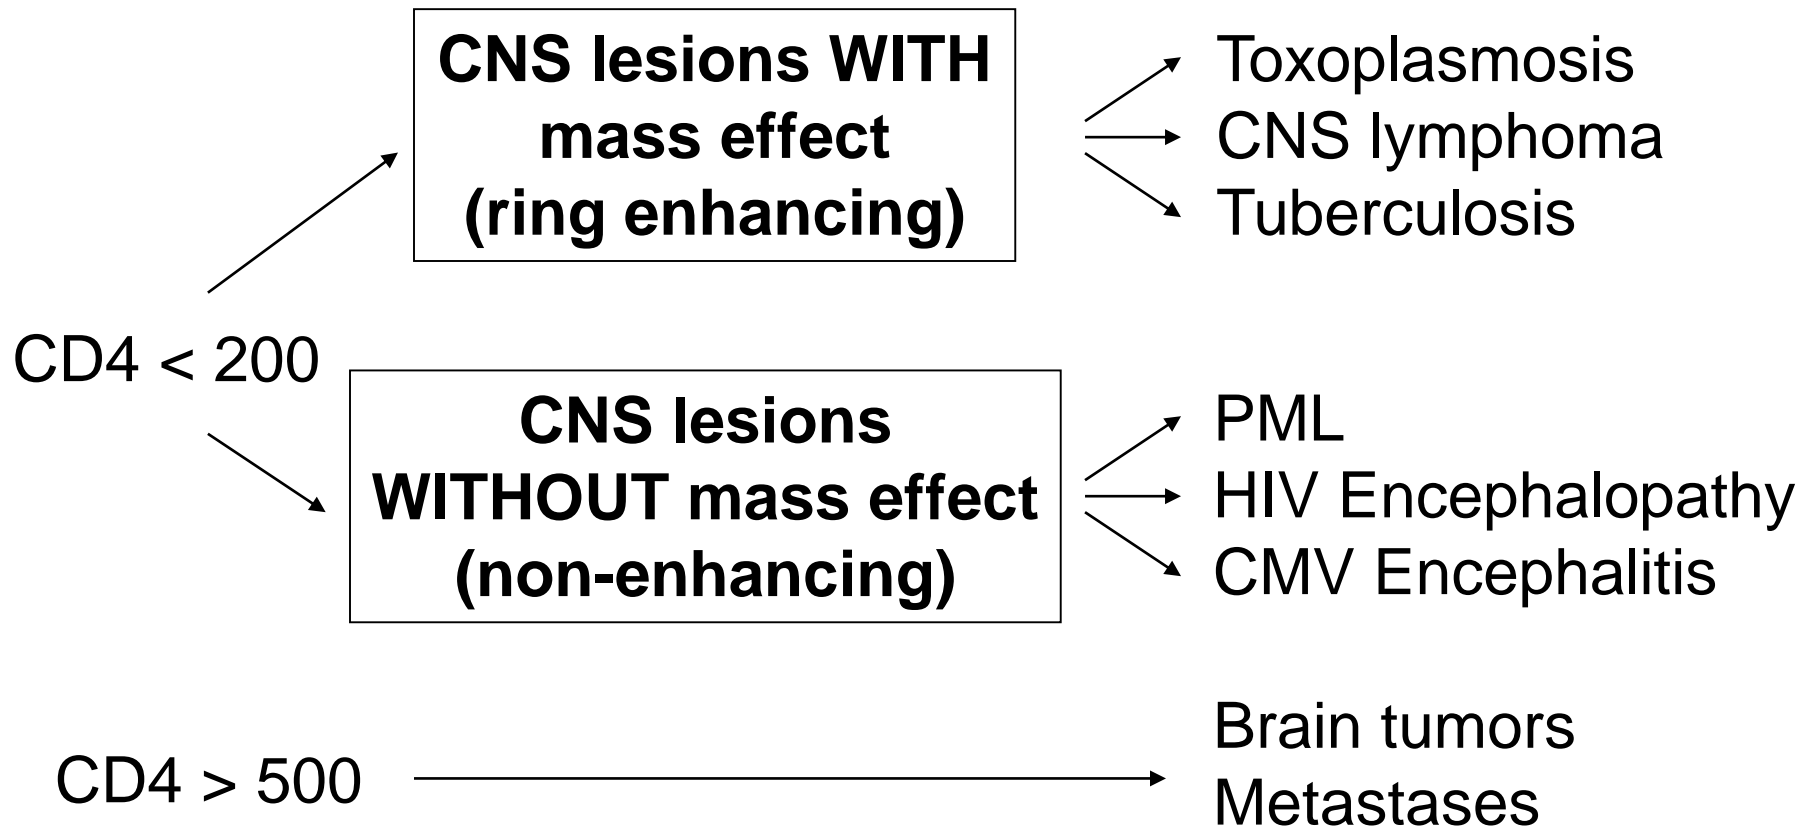 CNS lesions WITH
mass effect
(ring enhancing)
Toxoplasmosis
CNS lymphoma
Tuberculosis
CD4 < 200
CNS lesions
WITHOUT mass effect
(non-enhancing)
PML
HIV Encephalopathy
CMV Encephalitis
CD4 > 500
Brain tumors
Metastases